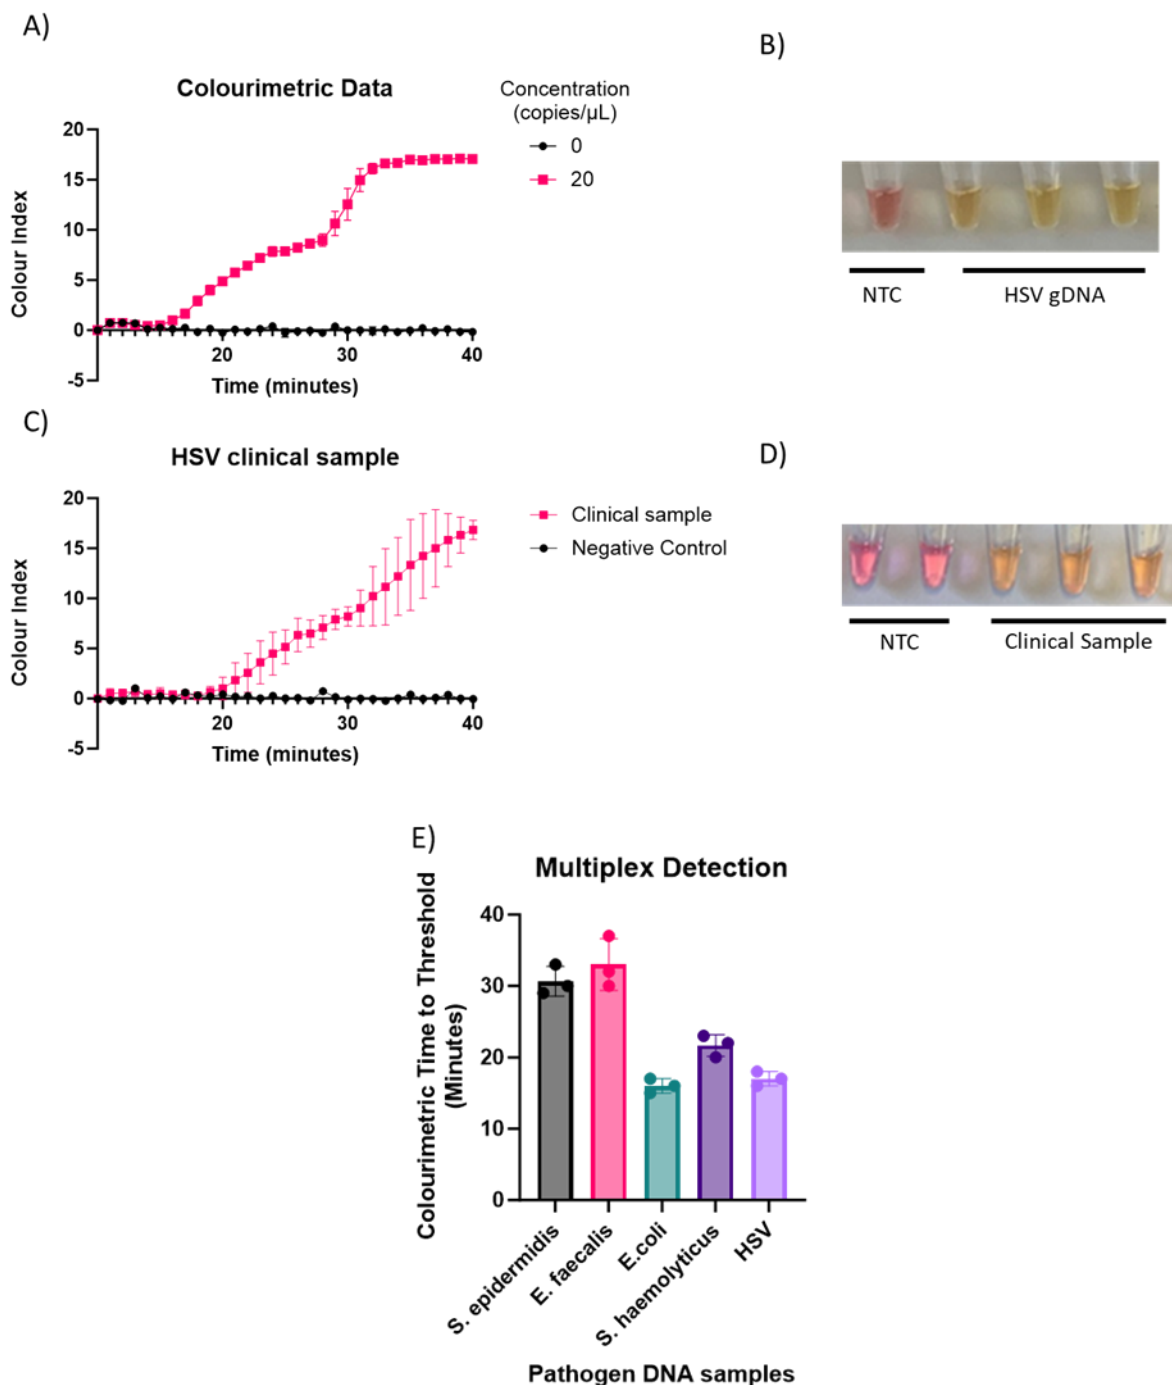 A)
Colourimetric Data
Concentration
(copies/µL)
0
20
20
15
10
5
0
-5
Colour Index
20
30
40
Time (minutes)
B)
NTC
HSV gDNA
C)
HSV clinical sample
Clinical sample
Negative Control
20
15
10
5
0
-5
Colour Index
20
30
40
Time (minutes)
D)
NTC
Clinical Sample
E)
Multiplex Detection
Colourimetric Time to Threshold
(Minutes)
40
30
20
10
0
S. epidermidis
E. faecalis
E.coli
S. haemolyticus
HSV
Pathogen DNA samples